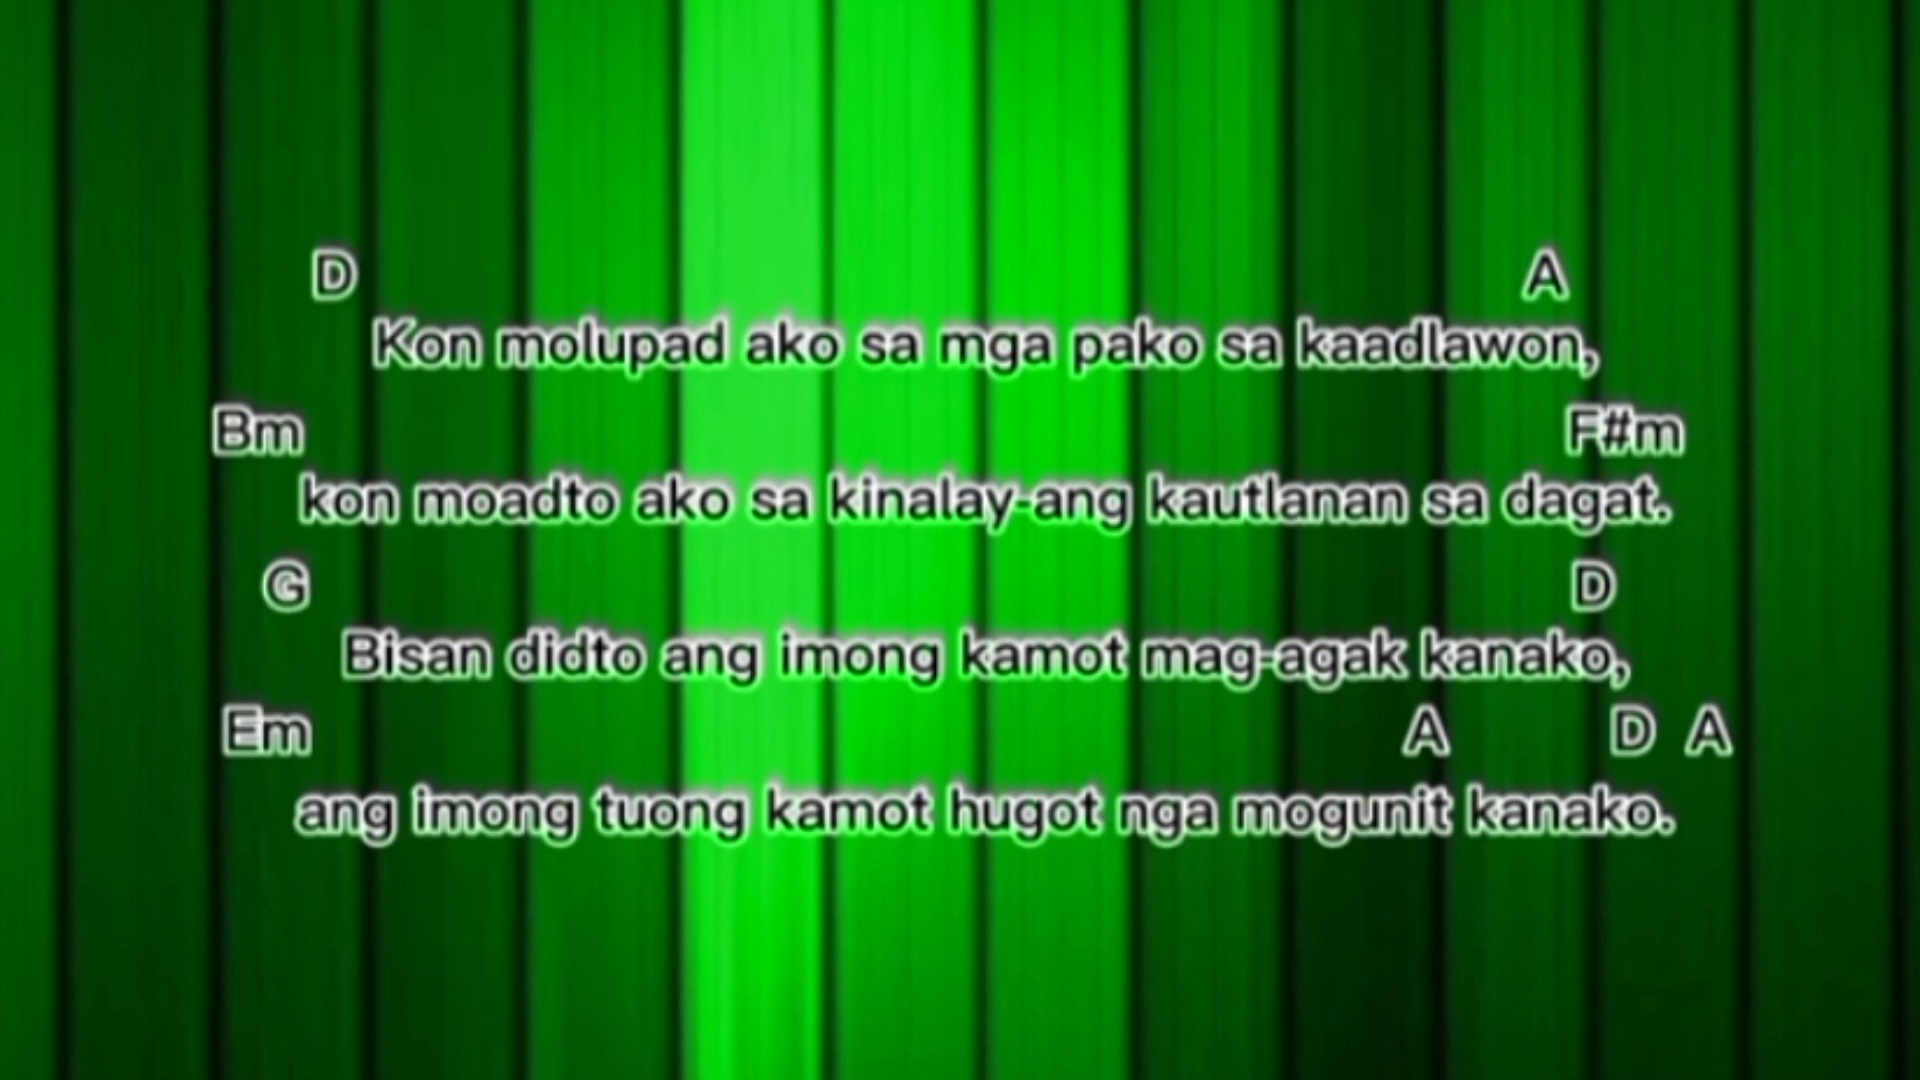 D A
Kon molupad ako sa mga pako sa kaadlawon,
Bm F#m
kon moadto ako sa kinalay-ang kautlanan sa dagat.
G D
Bisan didto ang imong kamot mag-agak kanako,
Em A D A
ang imong tuong kamot hugot nga mogunit kanako.